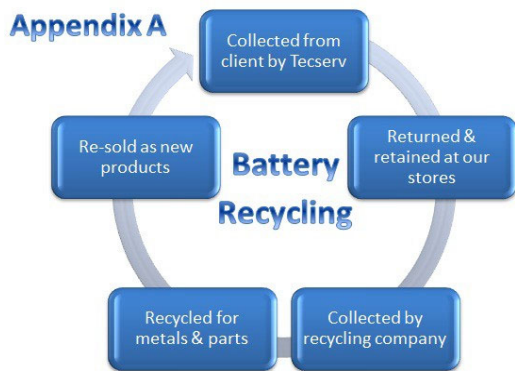 Appendix A
Collected from
client by Tecserv
Returned &
retained at our
stores
Collected by
recycling company
Recycled for
metals & parts
Re-sold as new
products
Battery
Recycling